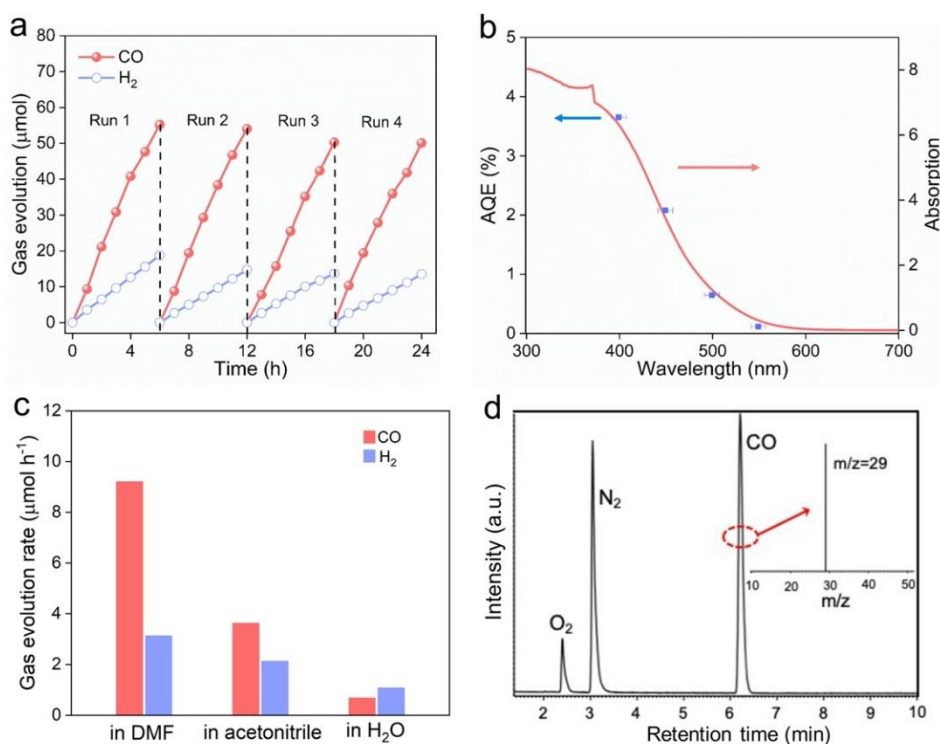 a
Gas evolution (μmol)
80
70
60
50
40
30
20
10
0
CO
H₂
Run 1 Run 2 Run 3 Run 4
0 4 8 12 16 20 24
Time (h)
b
AQE (%)
5
4
3
2
1
0
8
6
4
2
0
Absorption
300 400 500 600 700
Wavelength (nm)
c
Gas evolution rate (μmol h⁻¹)
12
10
8
6
4
2
0
CO
H₂
in DMF in acetonitrile in H₂O
d
Intensity (a.u.)
O₂
N₂
CO
m/z=29
10 20 30 40 50
m/z
2 3 4 5 6 7 8 9 10
Retention time (min)